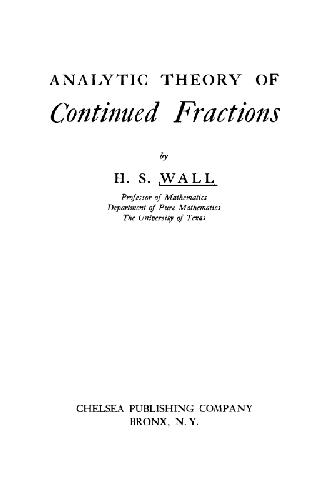 ANALYTIC THEORY OF
Continued Fractions
by
H. S. WALL
Professor of Mathematics
Department of Pure Mathematics
The University of Texas
CHELSEA PUBLISHING COMPANY
BRONX, N. Y.